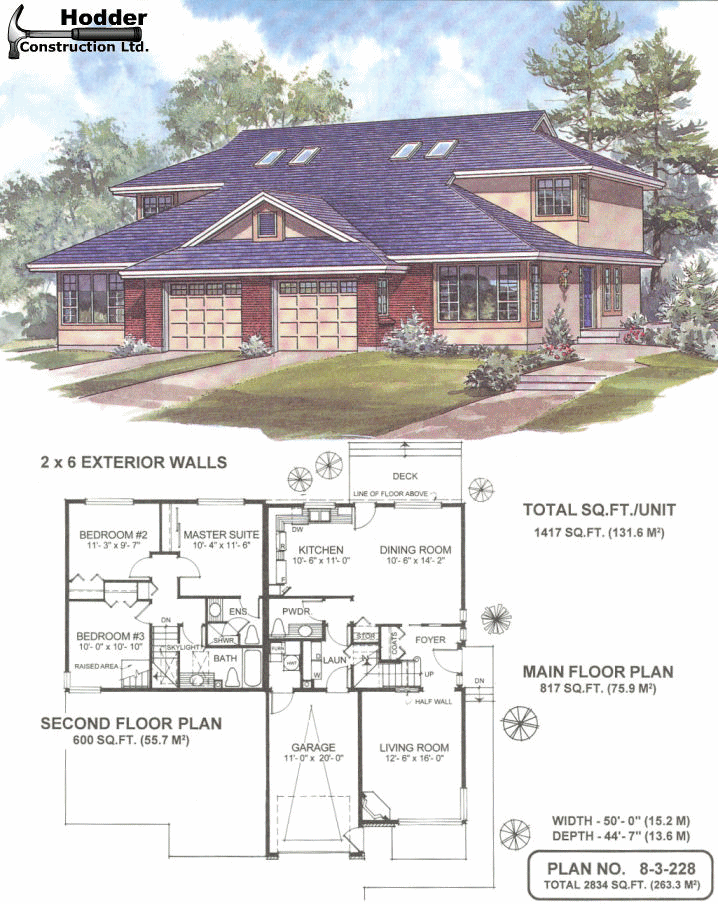 Hodder
Construction Ltd.
2 x 6 EXTERIOR WALLS
DECK
LINE OF FLOOR ABOVE
TOTAL SQ.FT./UNIT
1417 SQ.FT. (131.6 M²)
BEDROOM #2
11'- 3" x 9'- 7"
MASTER SUITE
10'- 4" x 11'- 6"
DW
KITCHEN
10'- 6" x 11'- 0"
DINING ROOM
10'- 6" x 14'- 2"
R
F
ENS.
PWDR.
DN
SHWR
BEDROOM #3
10'- 0" x 10'- 10"
SKYLIGHT
RAISED AREA
BATH
FURN
HWT
D
W
LAUN
STOR
COATS
FOYER
UP
DN
HALF WALL
MAIN FLOOR PLAN
817 SQ.FT. (75.9 M²)
SECOND FLOOR PLAN
600 SQ.FT. (55.7 M²)
GARAGE
11'- 0" x 20'- 0"
LIVING ROOM
12'- 6" x 16'- 0"
WIDTH - 50'- 0" (15.2 M)
DEPTH - 44'- 7" (13.6 M)
PLAN NO. 8-3-228
TOTAL 2834 SQ.FT. (263.3 M²)